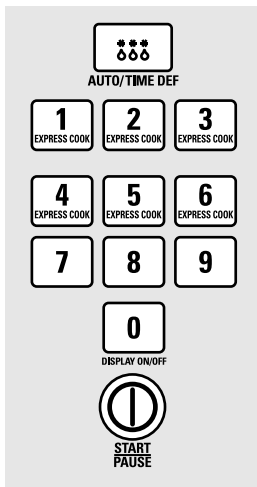 AUTO/TIME DEF
1 2 3
EXPRESS COOK EXPRESS COOK EXPRESS COOK
4 5 6
EXPRESS COOK EXPRESS COOK EXPRESS COOK
7 8 9
0
DISPLAY ON/OFF
START
PAUSE